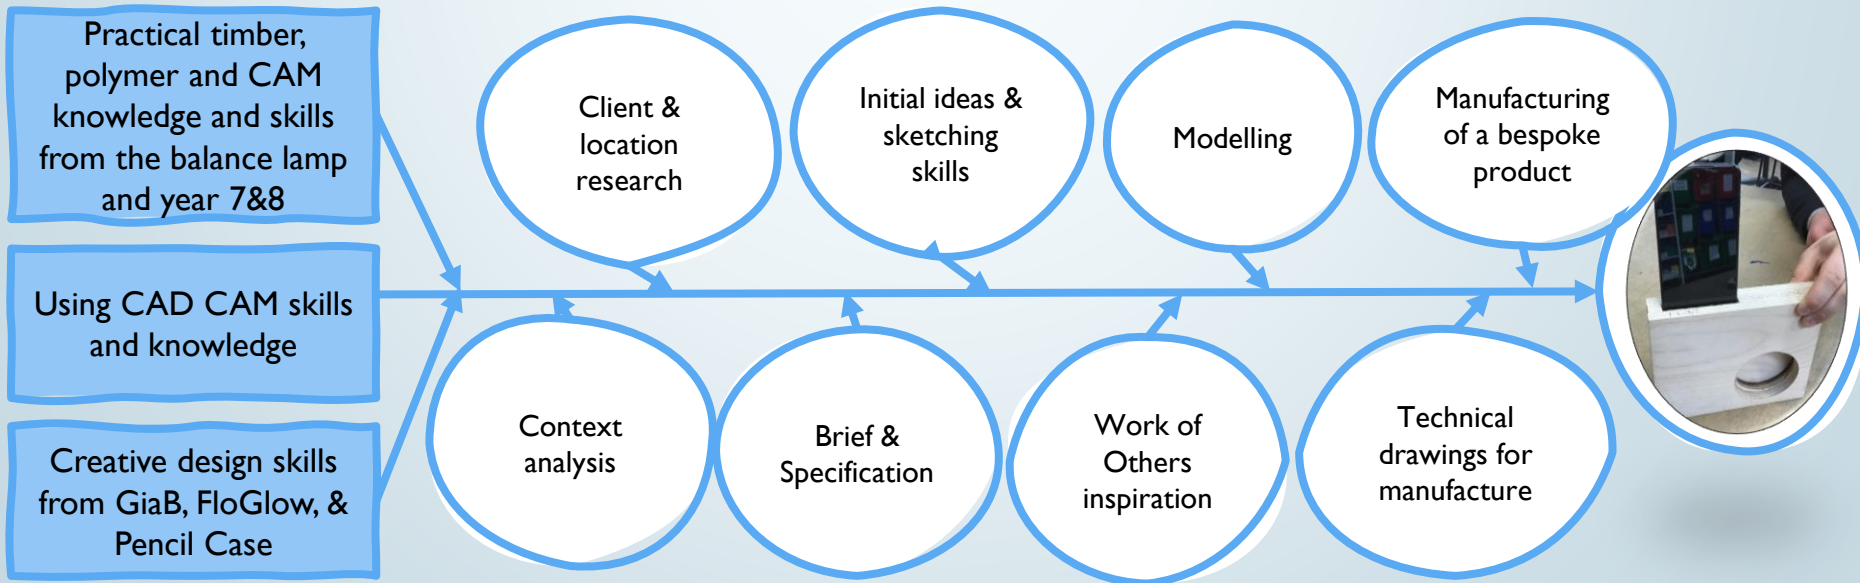 Practical timber,
polymer and CAM
knowledge and skills
from the balance lamp
and year 7&8
Using CAD CAM skills
and knowledge
Creative design skills
from GiaB, FloGlow, &
Pencil Case
Client &
location
research
Initial ideas &
sketching
skills
Modelling
Manufacturing
of a bespoke
product
Context
analysis
Brief &
Specification
Work of
Others
inspiration
Technical
drawings for
manufacture